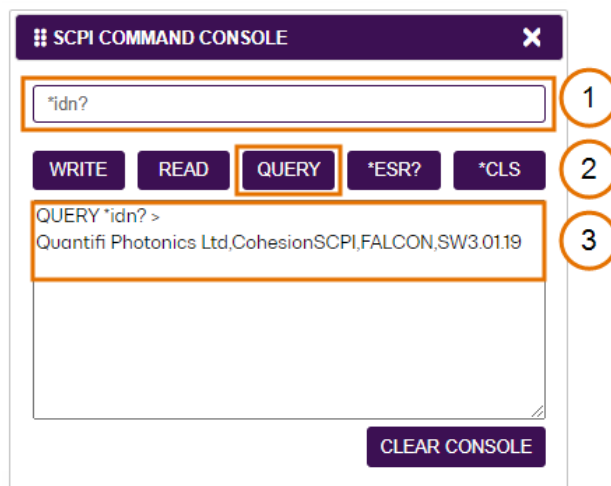 SCPI COMMAND CONSOLE
*idn?
1
WRITE READ QUERY *ESR? *CLS
2
QUERY *idn? >
Quantifi Photonics Ltd,CohesionSCPI,FALCON,SW3.01.19
3
CLEAR CONSOLE